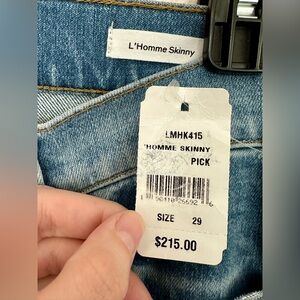 L'Homme Skinny
LMHK415
'HOMME SKINNY
PICK
SIZE 29
$215.00